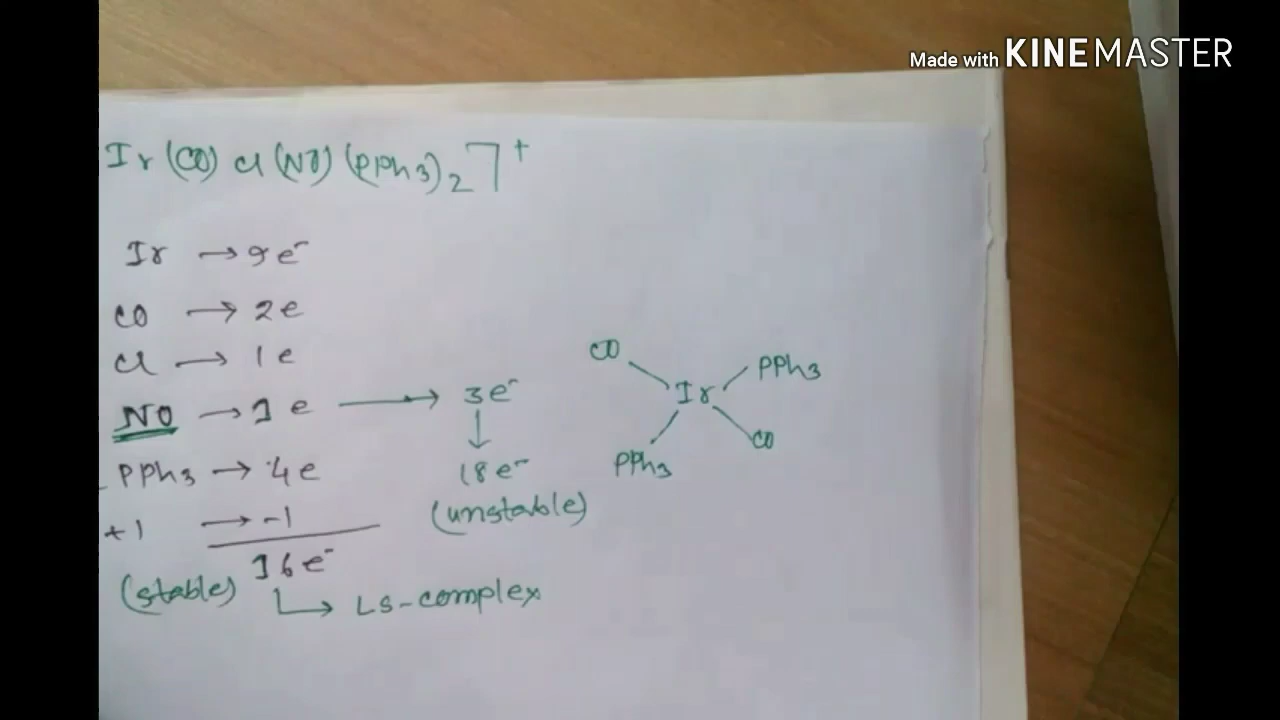 Made with KINEMASTER
Ir (CO) Cl (NO) (PPh3)2 ]+
Ir → 9e-
CO → 2e
Cl → 1e
NO → 1e → 3e-
↓
PPh3 → 4e 18e-
(unstable)
+1 → -1
16e-
(stable) ↳ LS-complex
CO PPh3
Ir
PPh3 CO